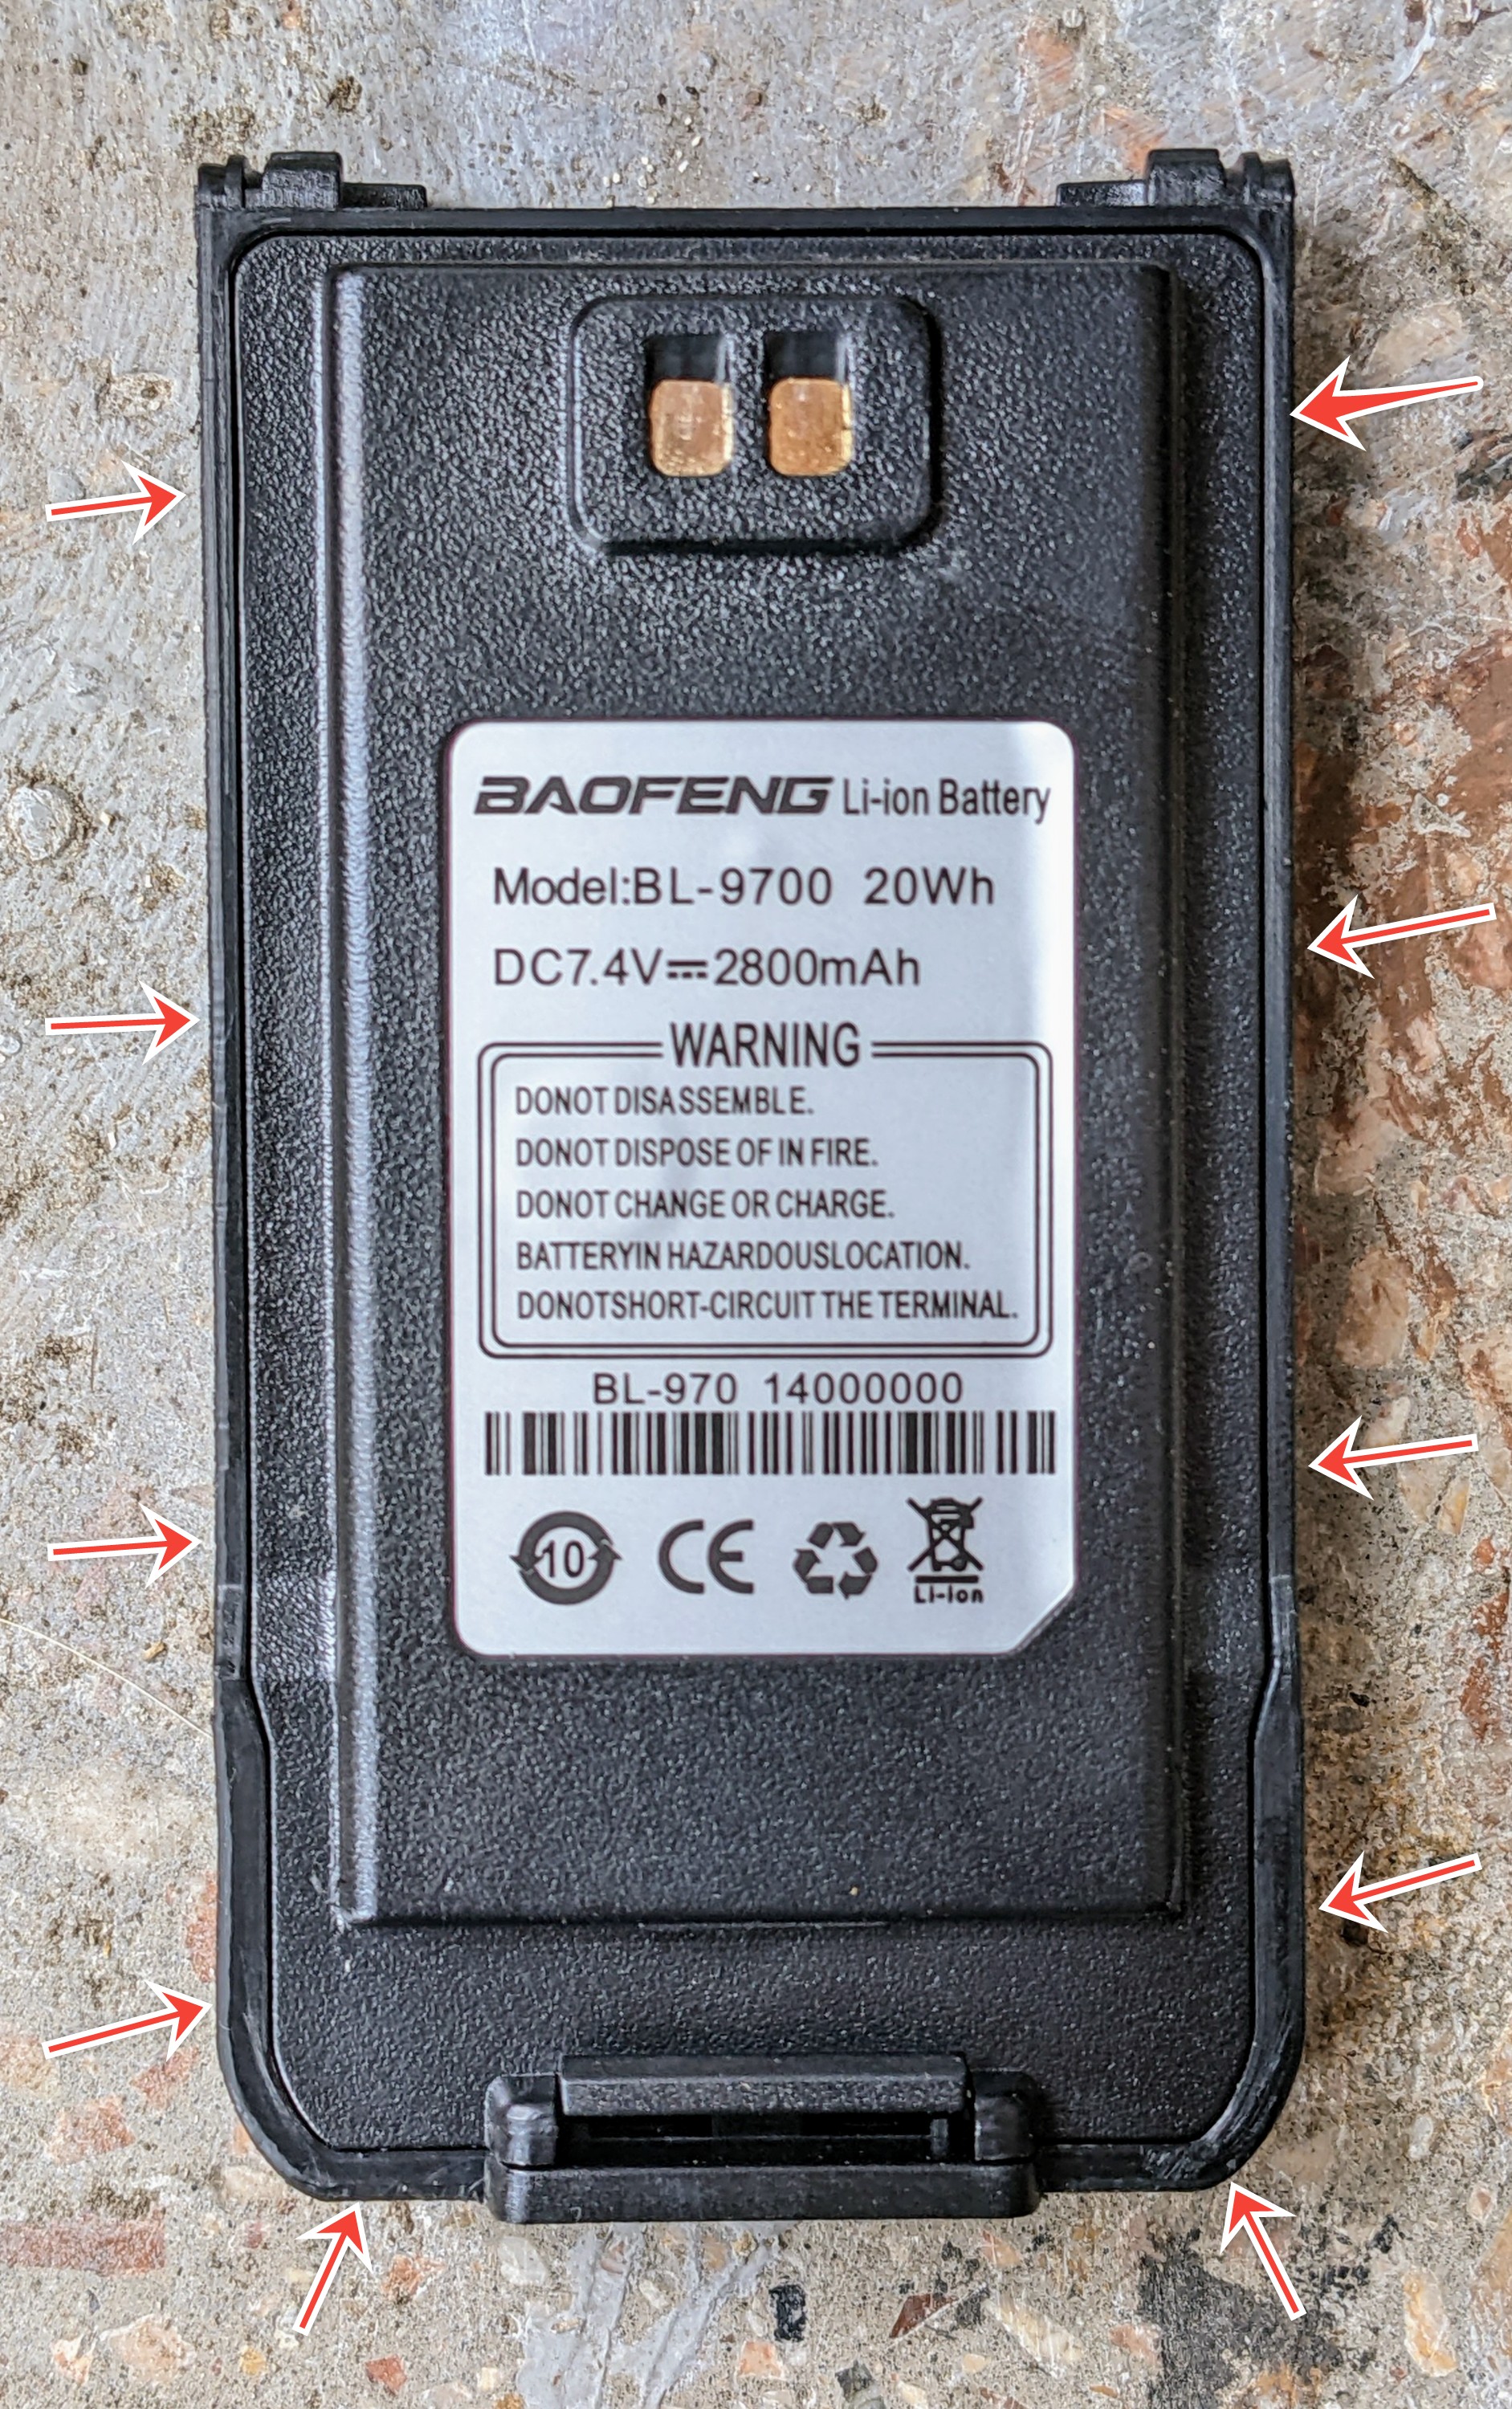 BAOFENG Li-ion Battery
Model:BL-9700 20Wh
DC7.4V⎓2800mAh
WARNING
DONOT DISASSEMBLE.
DONOT DISPOSE OF IN FIRE.
DONOT CHANGE OR CHARGE.
BATTERYIN HAZARDOUSLOCATION.
DONOTSHORT-CIRCUIT THE TERMINAL.
BL-970 14000000
10 CE
Li-ion